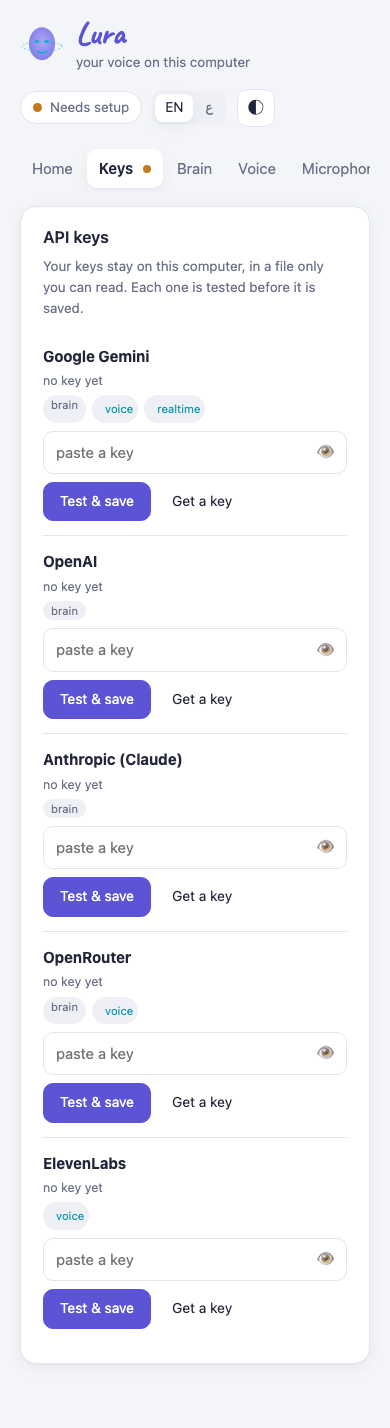 Lura
your voice on this computer
Needs setup
EN ع
Home Keys Brain Voice Microphon
API keys
Your keys stay on this computer, in a file only
you can read. Each one is tested before it is
saved.
Google Gemini
no key yet
brain voice realtime
paste a key
Test & save Get a key
OpenAI
no key yet
brain
paste a key
Test & save Get a key
Anthropic (Claude)
no key yet
brain
paste a key
Test & save Get a key
OpenRouter
no key yet
brain voice
paste a key
Test & save Get a key
ElevenLabs
no key yet
voice
paste a key
Test & save Get a key